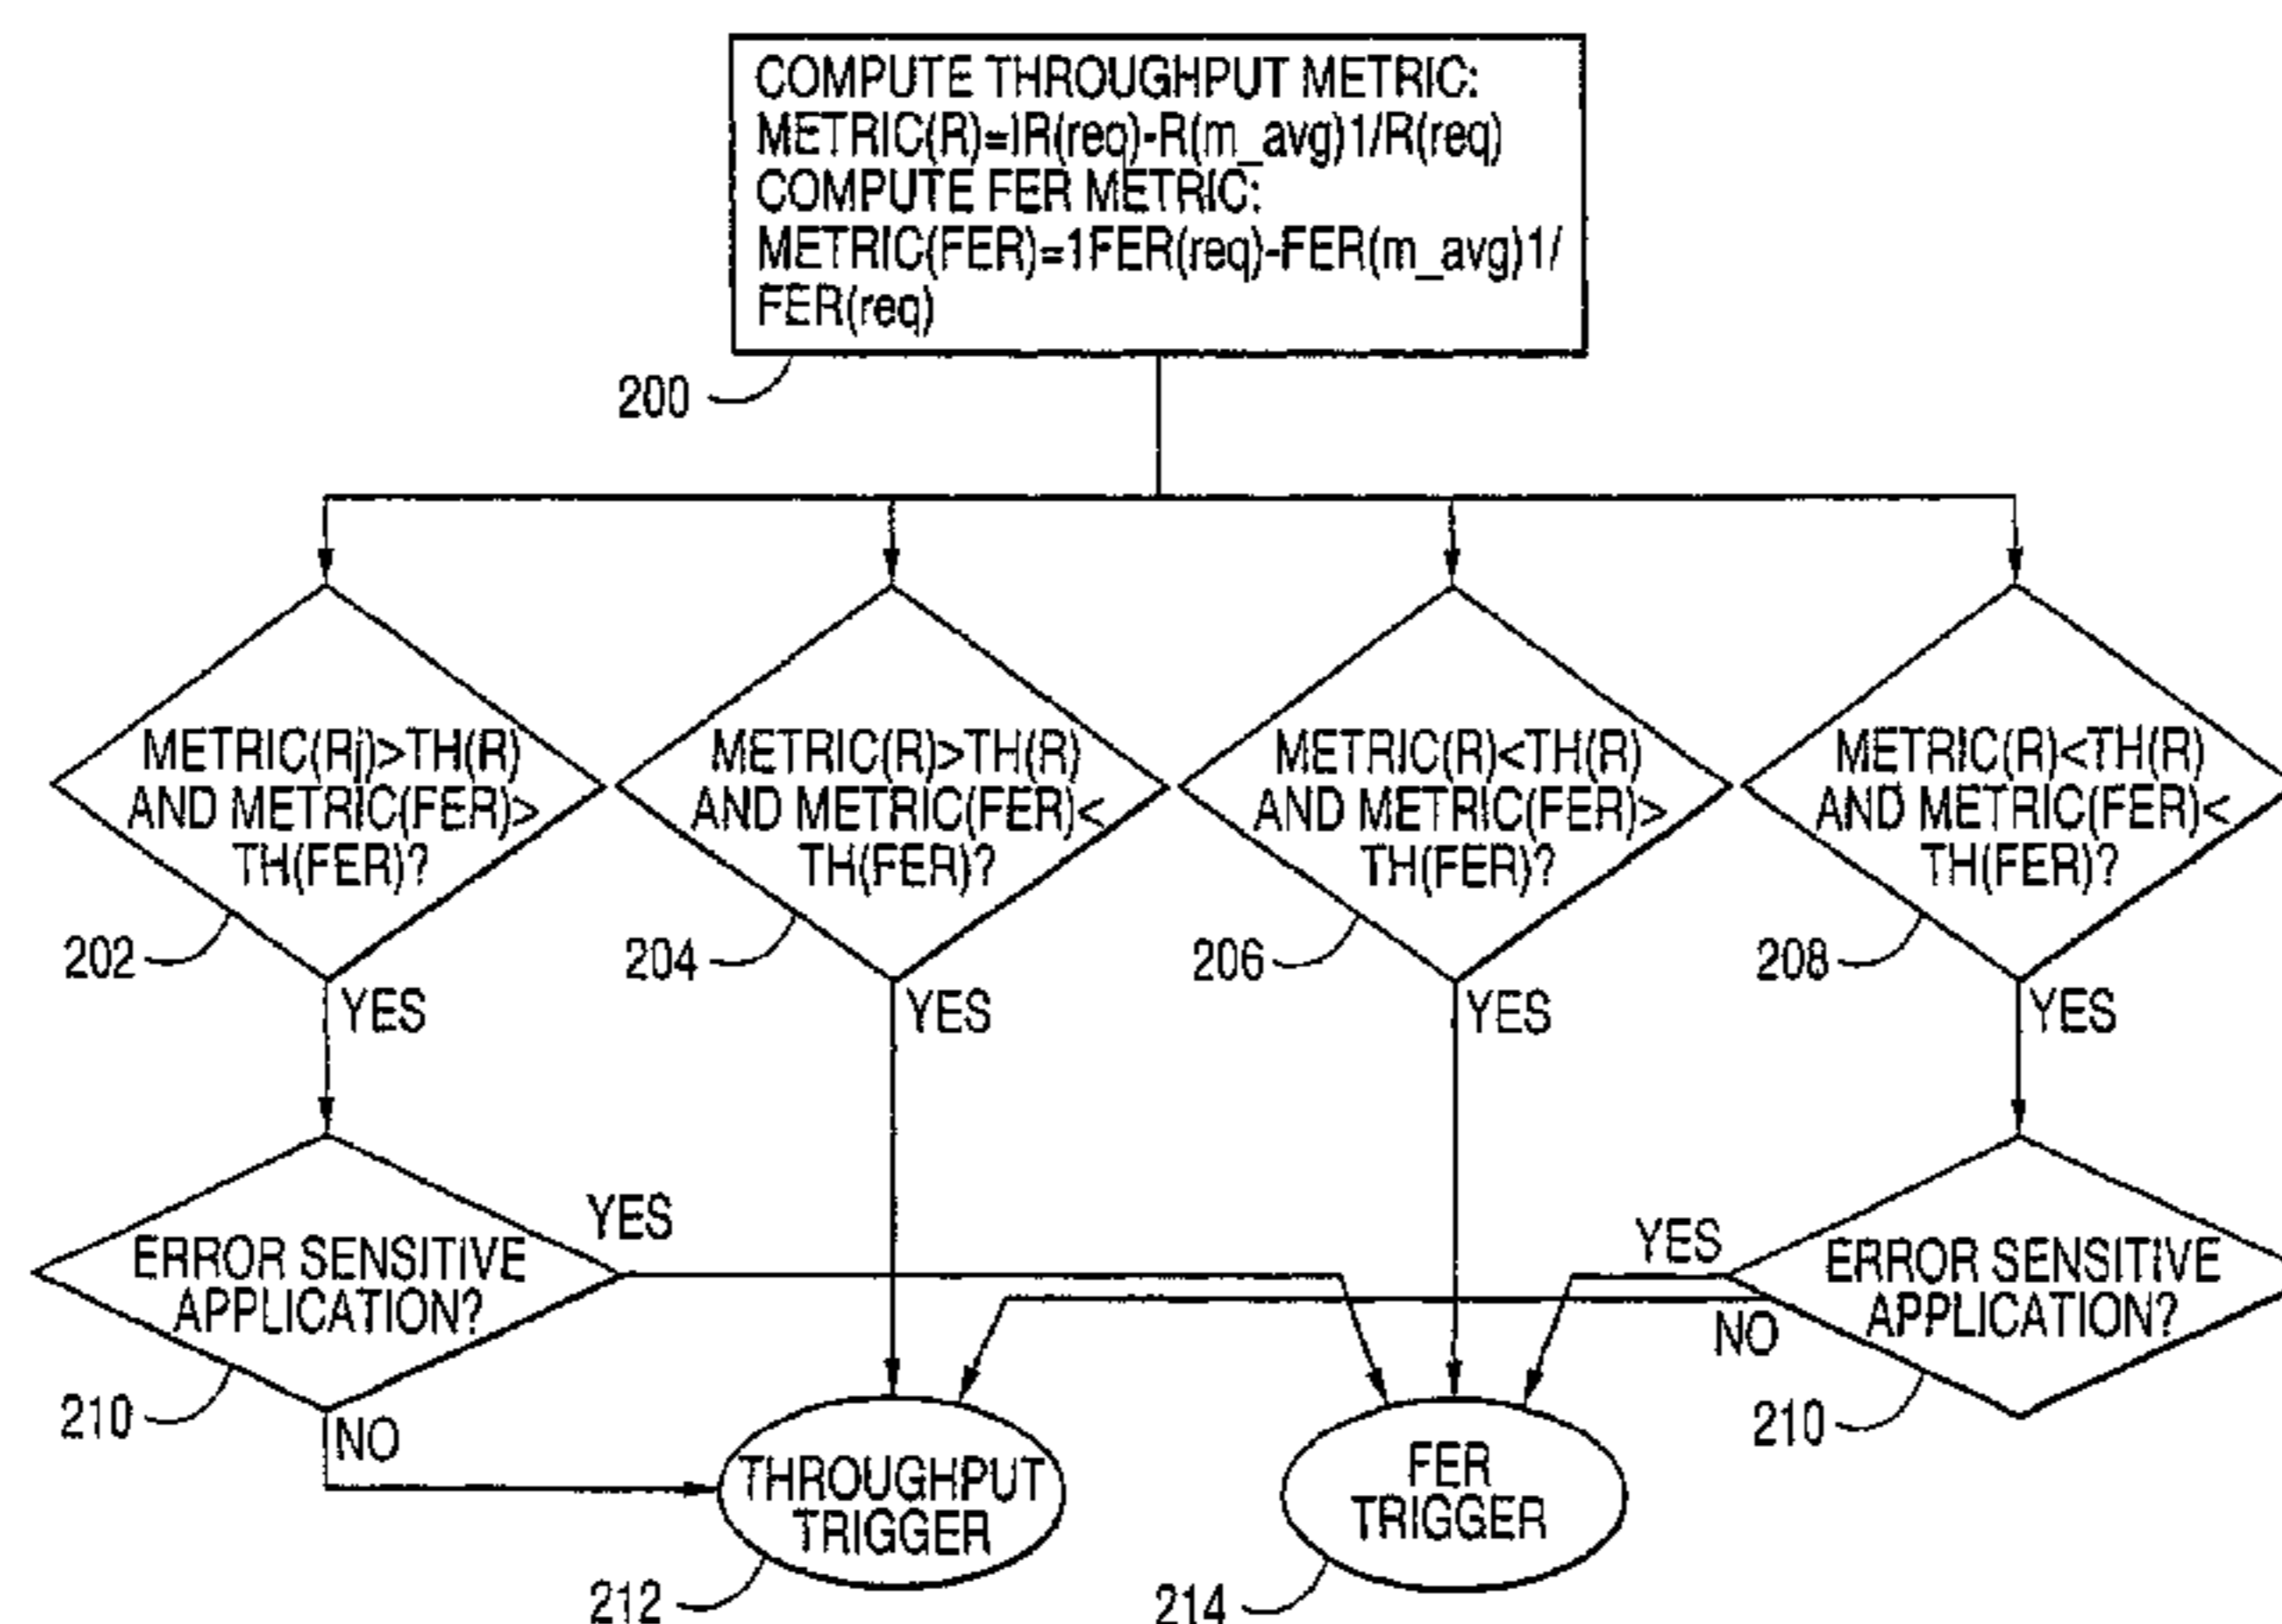 COMPUTE THROUGHPUT METRIC:
METRIC(R)=IR(req)-R(m_avg)1/R(req)
COMPUTE FER METRIC:
METRIC(FER)=1FER(req)-FER(m_avg)1/
FER(req)
200
METRIC(Rj)>TH(R)
AND METRIC(FER)>
TH(FER)?
202
YES
METRIC(R)>TH(R)
AND METRIC(FER)<
TH(FER)?
204
YES
METRIC(R)<TH(R)
AND METRIC(FER)>
TH(FER)?
206
YES
METRIC(R)<TH(R)
AND METRIC(FER)<
TH(FER)?
208
YES
ERROR SENSITIVE
APPLICATION?
YES
210
NO
YES
ERROR SENSITIVE
APPLICATION?
NO
210
THROUGHPUT
TRIGGER
212
FER
TRIGGER
214